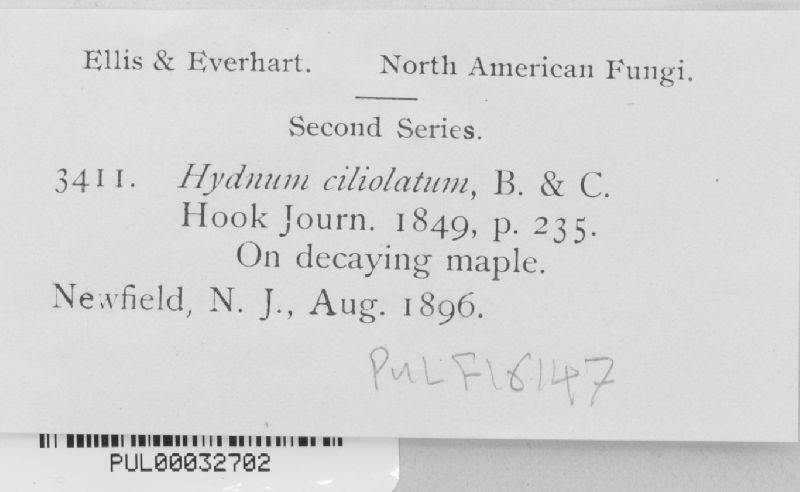 Ellis & Everhart. North American Fungi.
Second Series.
3411. Hydnum ciliolatum, B. & C.
Hook Journ. 1849, p. 235.
On decaying maple.
Newfield, N. J., Aug. 1896.
PUL F16147
PUL00032702